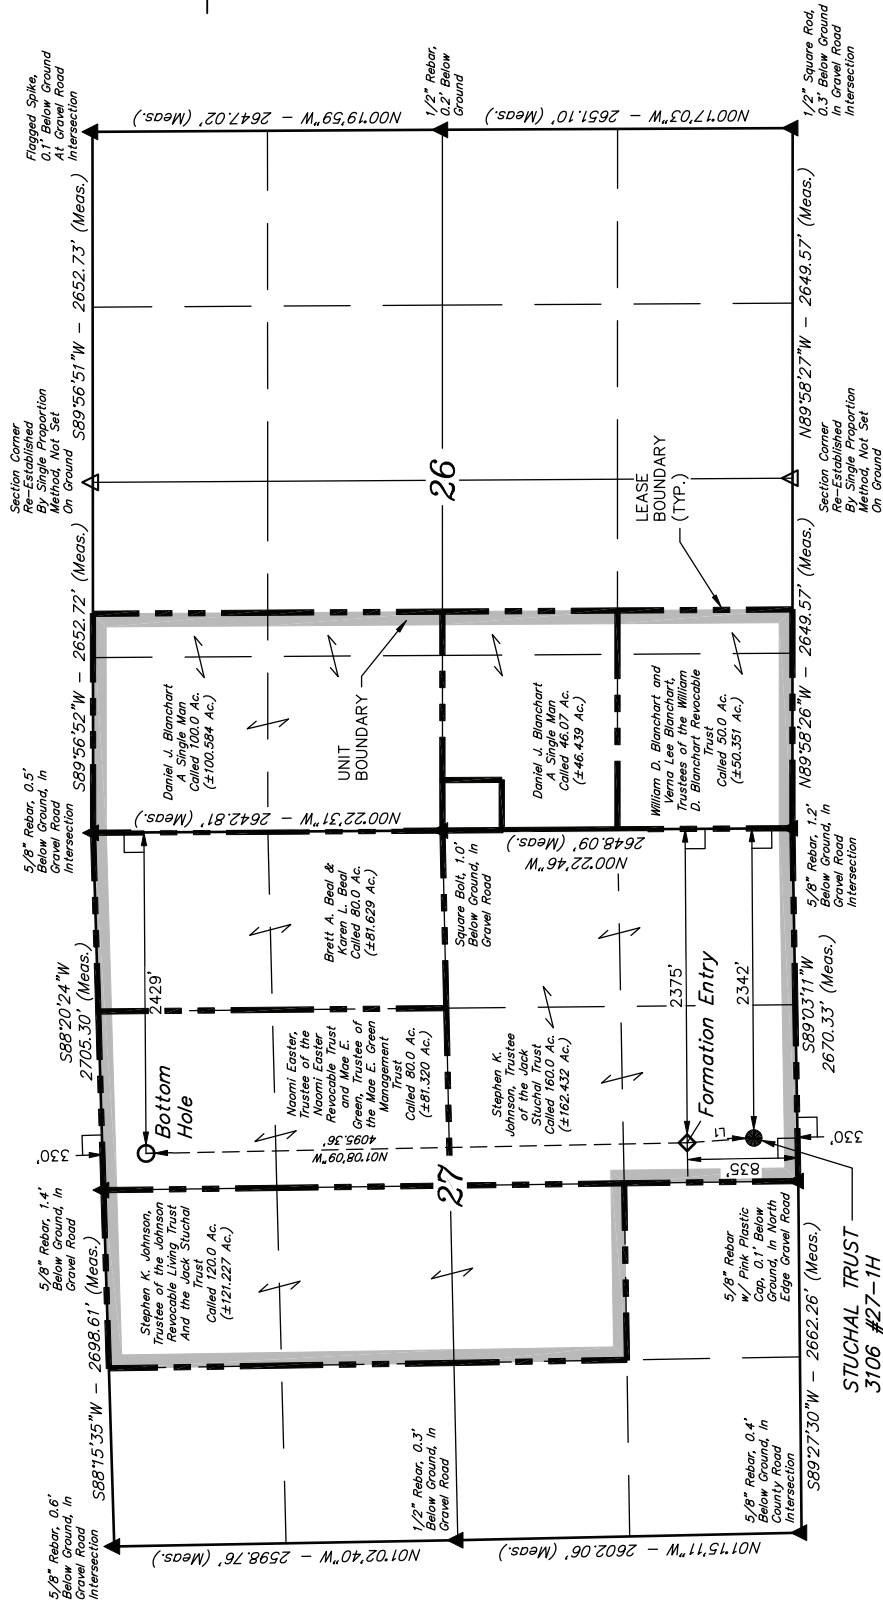 5/8" Rebar, 0.6'
Below Ground, In
Gravel Road
Intersection
S88°15'35"W - 2698.61' (Meas.)
5/8" Rebar, 1.4'
Below Ground, In
Gravel Road
330'
S88°20'24"W
2705.30' (Meas.)
5/8" Rebar, 0.5'
Below Ground, In
Gravel Road
Intersection
S89°56'52"W - 2652.72' (Meas.)
Section Corner
Re-Established
By Single Proportion
Method, Not Set
On Ground
S89°56'51"W - 2652.73' (Meas.)
Flagged Spike,
0.1' Below Ground
At Gravel Road
Intersection
N01°02'40"W - 2598.76' (Meas.)
Stephen K. Johnson,
Trustee of the Johnson
Revocable Living Trust
And the Jack Stuchal
Trust
Called 120.0 Ac.
(±121.227 Ac.)
Bottom
Hole
2429'
N01°08'09"W
4095.36'
Naomi Easter,
Trustee of the
Naomi Easter
Revocable Trust
and Mae E.
Green, Trustee of
the Mae E. Green
Management
Trust
Called 80.0 Ac.
(±81.320 Ac.)
Brett A. Beal &
Karen L. Beal
Called 80.0 Ac.
(±81.629 Ac.)
N00°22'31"W - 2642.81' (Meas.)
Daniel J. Blanchart
A Single Man
Called 100.0 Ac.
(±100.584 Ac.)
UNIT
BOUNDARY
N00°19'59"W - 2647.02' (Meas.)
1/2" Rebar, 0.3'
Below Ground, In
Gravel Road
27
Square Bolt, 1.0'
Below Ground, In
Gravel Road
26
1/2" Rebar,
0.2' Below
Ground
N01°15'11"W - 2602.06' (Meas.)
Stephen K.
Johnson, Trustee
of the Jack
Stuchal Trust
Called 160.0 Ac.
(±162.432 Ac.)
N00°22'46"W
2648.09' (Meas.)
Daniel J. Blanchart
A Single Man
Called 46.07 Ac.
(±46.439 Ac.)
William D. Blanchart and
Verna Lee Blanchart,
Trustees of the William
D. Blanchart Revocable
Trust
Called 50.0 Ac.
(±50.351 Ac.)
LEASE
BOUNDARY
(TYP.)
N00°17'03"W - 2651.10' (Meas.)
2375'
Formation Entry
L1
2342'
835'
5/8" Rebar, 0.4'
Below Ground, In
County Road
Intersection
S89°27'30"W - 2662.26' (Meas.)
5/8" Rebar
w/ Pink Plastic
Cap, 0.1' Below
Ground, In North
Edge Gravel Road
330'
S89°03'11"W
2670.33' (Meas.)
5/8" Rebar, 1.2'
Below Ground, In
Gravel Road
Intersection
N89°58'26"W - 2649.57' (Meas.)
Section Corner
Re-Established
By Single Proportion
Method, Not Set
On Ground
N89°58'27"W - 2649.57' (Meas.)
1/2" Square Rod,
0.3' Below Ground
In Gravel Road
Intersection
STUCHAL TRUST
3106 #27-1H